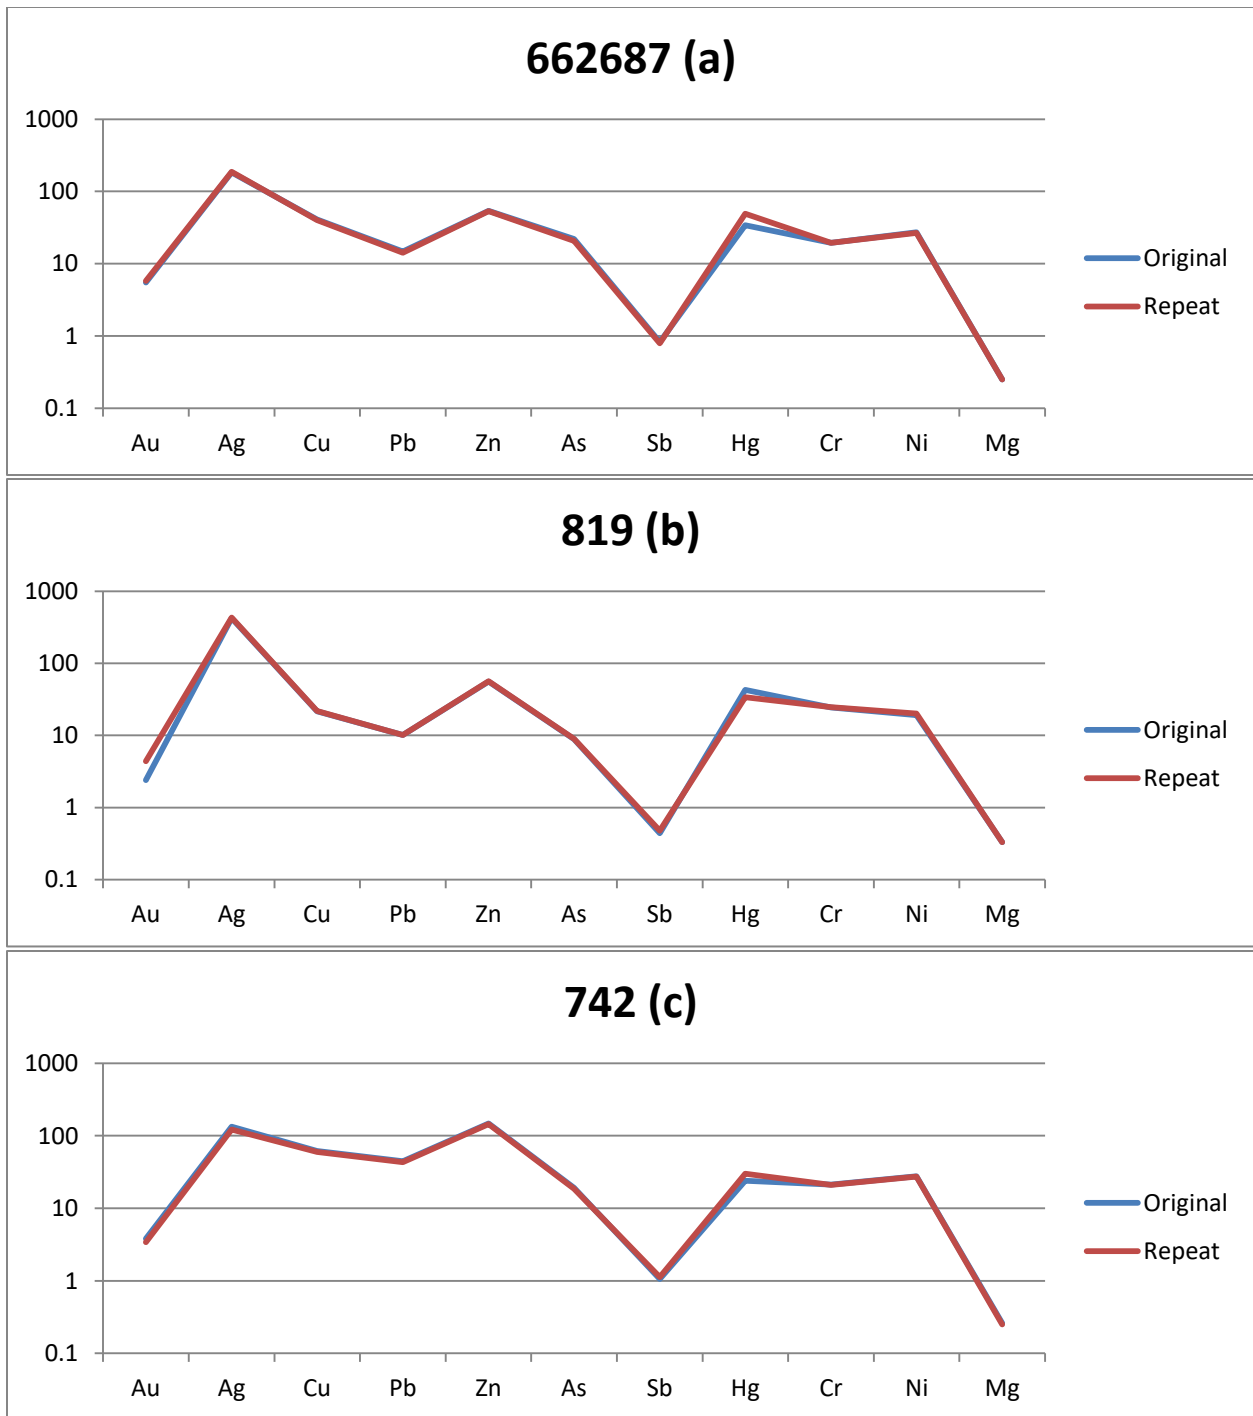 662687 (a)
1000
100
10
1
0.1
Au Ag Cu Pb Zn As Sb Hg Cr Ni Mg
Original
Repeat
819 (b)
1000
100
10
1
0.1
Au Ag Cu Pb Zn As Sb Hg Cr Ni Mg
Original
Repeat
742 (c)
1000
100
10
1
0.1
Au Ag Cu Pb Zn As Sb Hg Cr Ni Mg
Original
Repeat